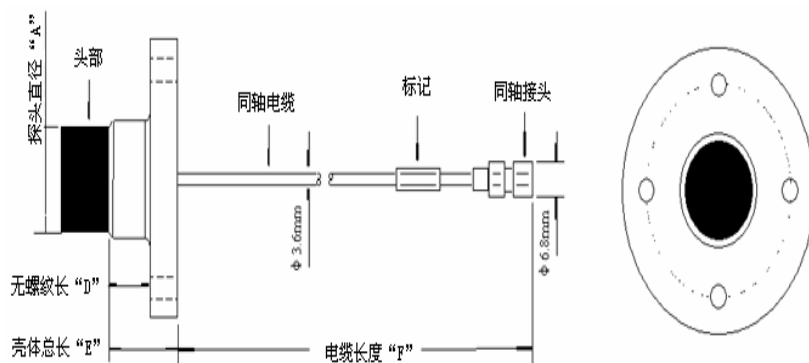 探头直径“A”
头部
同轴电缆
标记
同轴接头
Φ 3.6mm
Φ 6.8mm
无螺纹长“D”
壳体总长“E”
电缆长度“F”